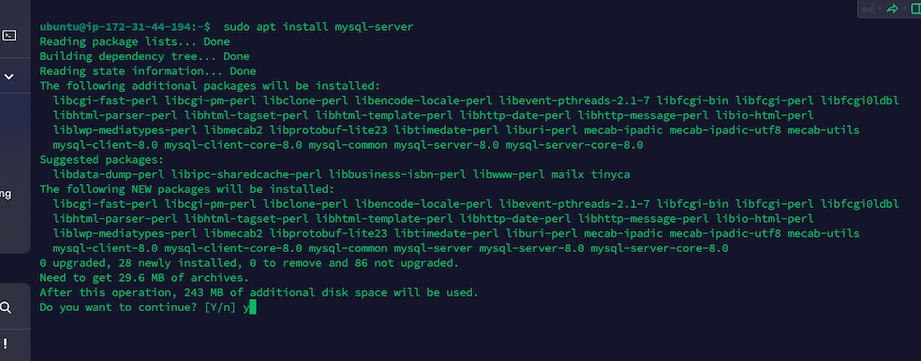 ubuntu@ip-172-31-44-194:~$ sudo apt install mysql-server
Reading package lists... Done
Building dependency tree... Done
Reading state information... Done
The following additional packages will be installed:
libcgi-fast-perl libcgi-pm-perl libclone-perl libencode-locale-perl libevent-pthreads-2.1-7 libfcgi-bin libfcgi-perl libfcgi0ldbl
libhtml-parser-perl libhtml-tagset-perl libhtml-template-perl libhttp-date-perl libhttp-message-perl libio-html-perl
liblwp-mediatypes-perl libmecab2 libprotobuf-lite23 libtimedate-perl liburi-perl mecab-ipadic mecab-ipadic-utf8 mecab-utils
mysql-client-8.0 mysql-client-core-8.0 mysql-common mysql-server-8.0 mysql-server-core-8.0
Suggested packages:
libdata-dump-perl libipc-sharedcache-perl libbusiness-isbn-perl libwww-perl mailx tinyca
The following NEW packages will be installed:
libcgi-fast-perl libcgi-pm-perl libclone-perl libencode-locale-perl libevent-pthreads-2.1-7 libfcgi-bin libfcgi-perl libfcgi0ldbl
libhtml-parser-perl libhtml-tagset-perl libhtml-template-perl libhttp-date-perl libhttp-message-perl libio-html-perl
liblwp-mediatypes-perl libmecab2 libprotobuf-lite23 libtimedate-perl liburi-perl mecab-ipadic mecab-ipadic-utf8 mecab-utils
mysql-client-8.0 mysql-client-core-8.0 mysql-common mysql-server mysql-server-8.0 mysql-server-core-8.0
0 upgraded, 28 newly installed, 0 to remove and 86 not upgraded.
Need to get 29.6 MB of archives.
After this operation, 243 MB of additional disk space will be used.
Do you want to continue? [Y/n] y
ng